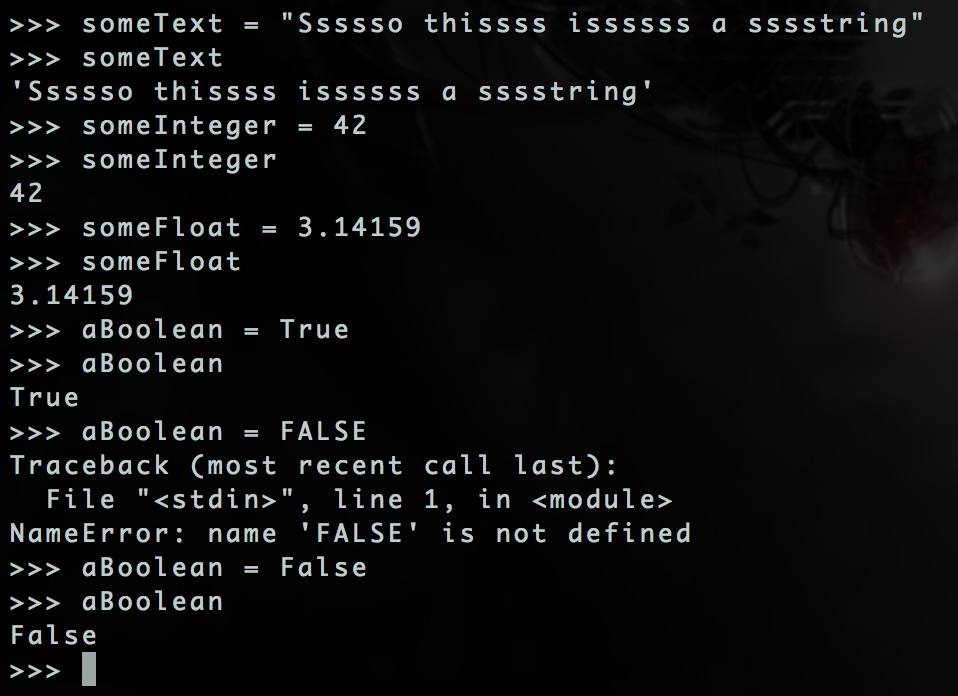 >>> someText = "Ssssso thissss issssss a sssstring"
>>> someText
'Ssssso thissss issssss a sssstring'
>>> someInteger = 42
>>> someInteger
42
>>> someFloat = 3.14159
>>> someFloat
3.14159
>>> aBoolean = True
>>> aBoolean
True
>>> aBoolean = FALSE
Traceback (most recent call last):
  File "<stdin>", line 1, in <module>
NameError: name 'FALSE' is not defined
>>> aBoolean = False
>>> aBoolean
False
>>>